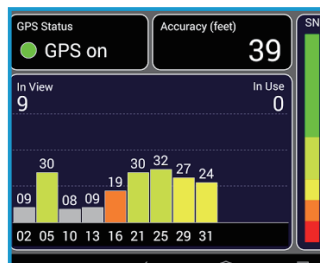 GPS Status
GPS on
Accuracy (feet)
39
SN
In View
9
In Use
0
09 30 08 09 19 30 32 27 24
02 05 10 13 16 21 25 29 31